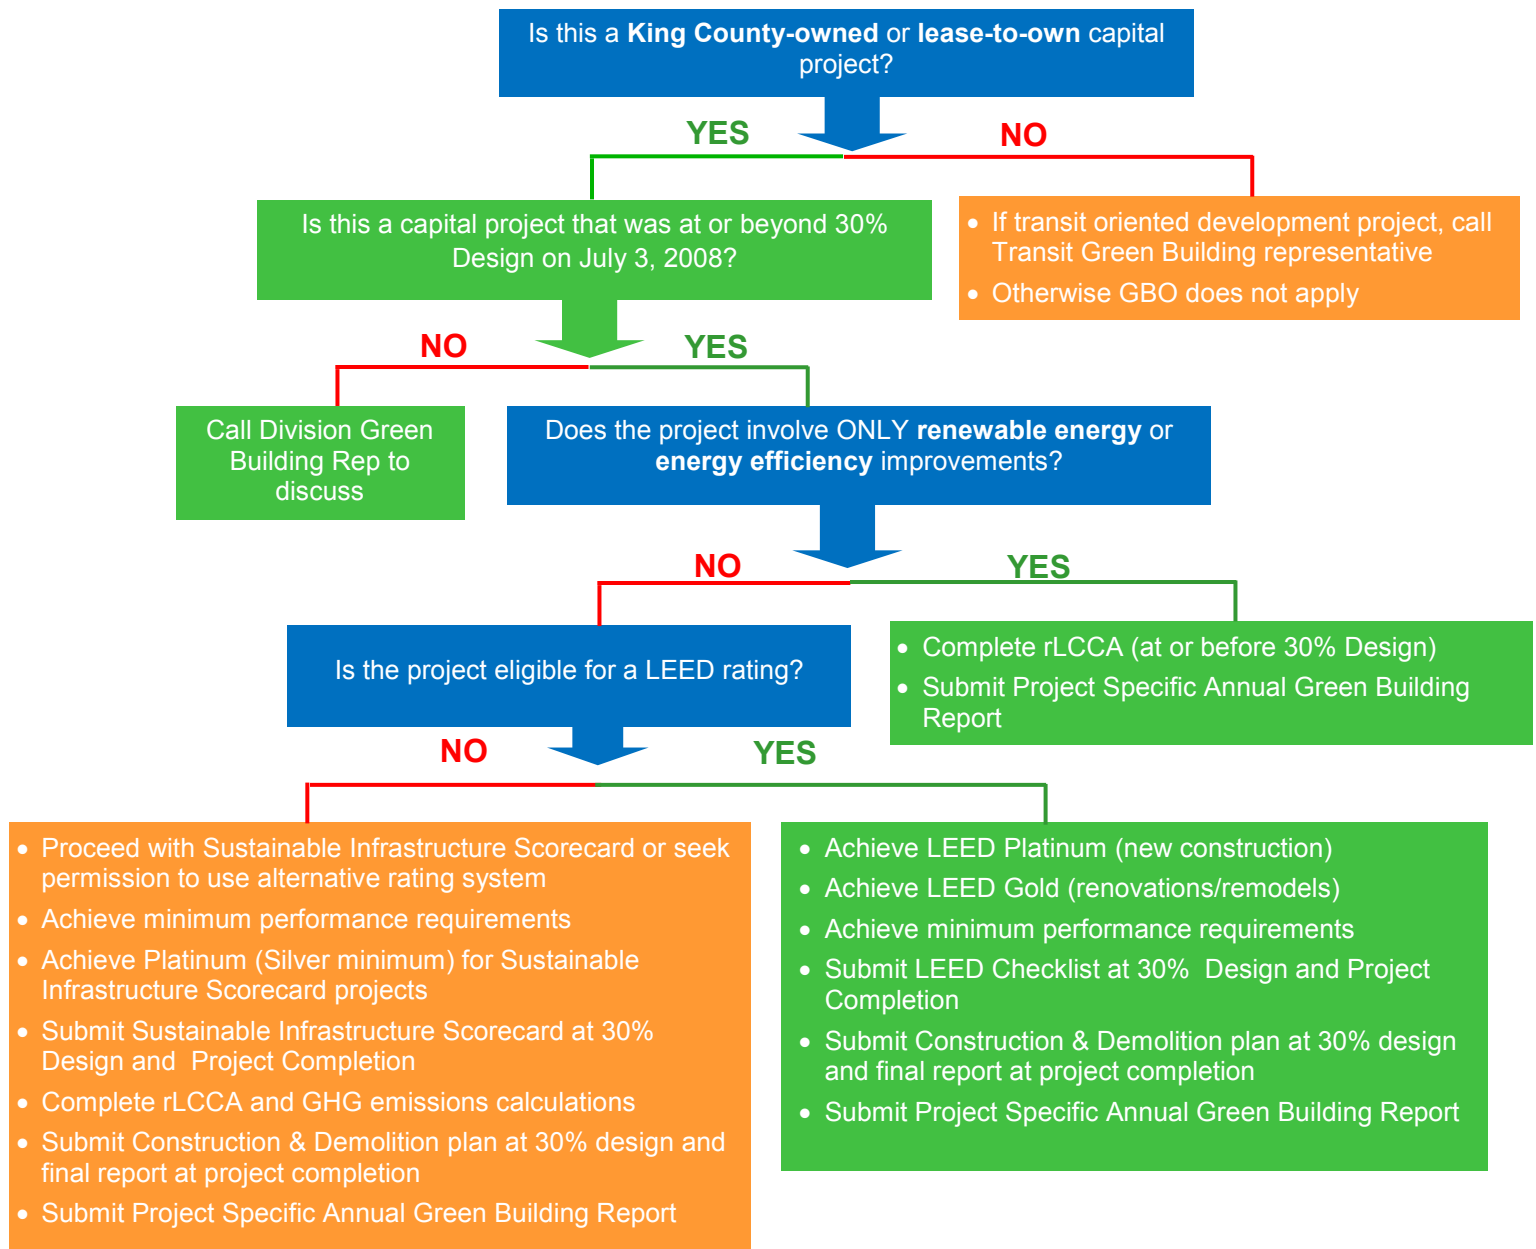 Is this a King County-owned or lease-to-own capital
project?
YES
NO
Is this a capital project that was at or beyond 30%
Design on July 3, 2008?
• If transit oriented development project, call
Transit Green Building representative
• Otherwise GBO does not apply
NO
YES
Call Division Green
Building Rep to
discuss
Does the project involve ONLY renewable energy or
energy efficiency improvements?
NO
YES
Is the project eligible for a LEED rating?
• Complete rLCCA (at or before 30% Design)
• Submit Project Specific Annual Green Building
Report
NO
YES
• Proceed with Sustainable Infrastructure Scorecard or seek
permission to use alternative rating system
• Achieve minimum performance requirements
• Achieve Platinum (Silver minimum) for Sustainable
Infrastructure Scorecard projects
• Submit Sustainable Infrastructure Scorecard at 30%
Design and  Project Completion
• Complete rLCCA and GHG emissions calculations
• Submit Construction & Demolition plan at 30% design and
final report at project completion
• Submit Project Specific Annual Green Building Report
• Achieve LEED Platinum (new construction)
• Achieve LEED Gold (renovations/remodels)
• Achieve minimum performance requirements
• Submit LEED Checklist at 30%  Design and Project
Completion
• Submit Construction & Demolition plan at 30% design
and final report at project completion
• Submit Project Specific Annual Green Building Report